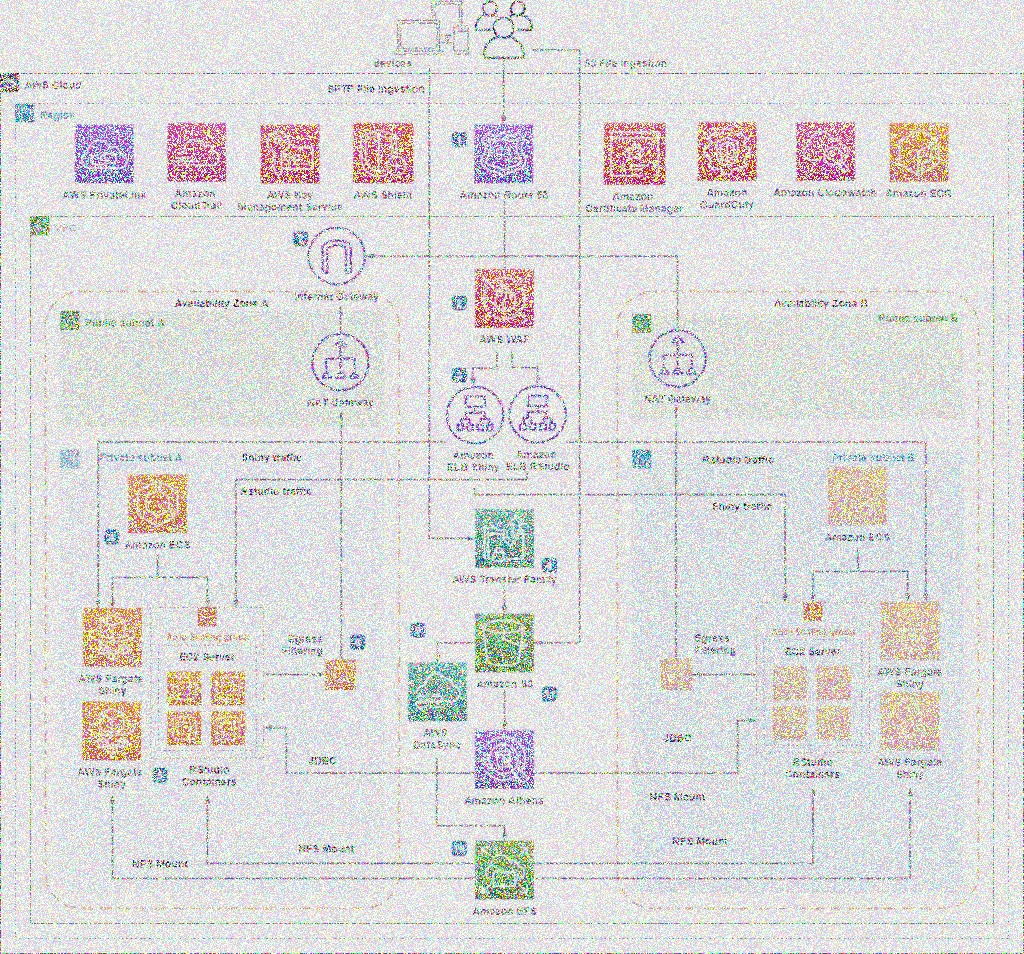 devices
S3 File Ingestion
AWS Cloud
SFTP File Ingestion
Region
AWS PrivateLink
Amazon
CloudTrail
AWS Key
Management Service
AWS Shield
Amazon Route 53
Amazon
Certificate Manager
Amazon
GuardDuty
Amazon Cloudwatch
Amazon ECR
VPC
Internet Gateway
Availability Zone A
Availability Zone B
Public subnet A
Public subnet B
AWS WAF
NAT Gateway
NAT Gateway
Amazon
ELB Shiny
Amazon
ELB RStudio
Private subnet A
Shiny traffic
Rstudio traffic
Private subnet B
Rstudio traffic
Shiny traffic
Amazon ECS
Amazon ECS
AWS Transfer Family
Auto Scaling group
EC2 Server
Egress
Filtering
Egress
Filtering
Auto Scaling group
EC2 Server
AWS Fargate
Shiny
Amazon S3
AWS Fargate
Shiny
AWS
DataSync
JDBC
JDBC
AWS Fargate
Shiny
RStudio
Containers
RStudio
Containers
AWS Fargate
Shiny
Amazon Athena
NFS Mount
NFS Mount
NFS Mount
NFS Mount
Amazon EFS